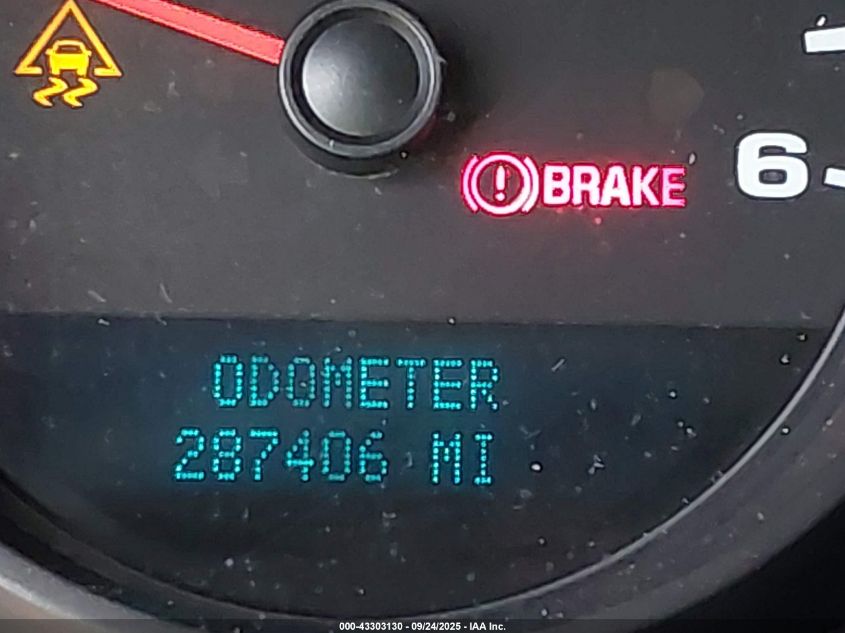 BRAKE
6
ODOMETER
287406 MI
000-43303130 - 09/24/2025 - IAA Inc.